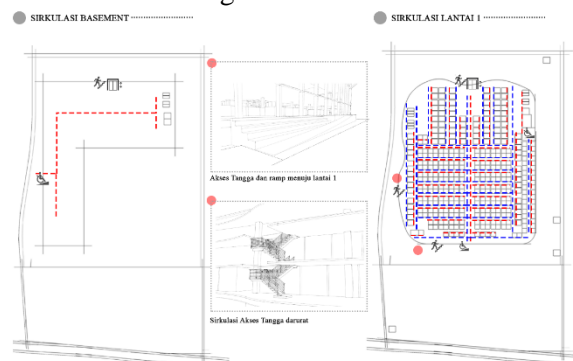 SIRKULASI BASEMENT
SIRKULASI LANTAI 1
Akses Tangga dan ramp menuju lantai 1
Sirkulasi Akses Tangga darurat